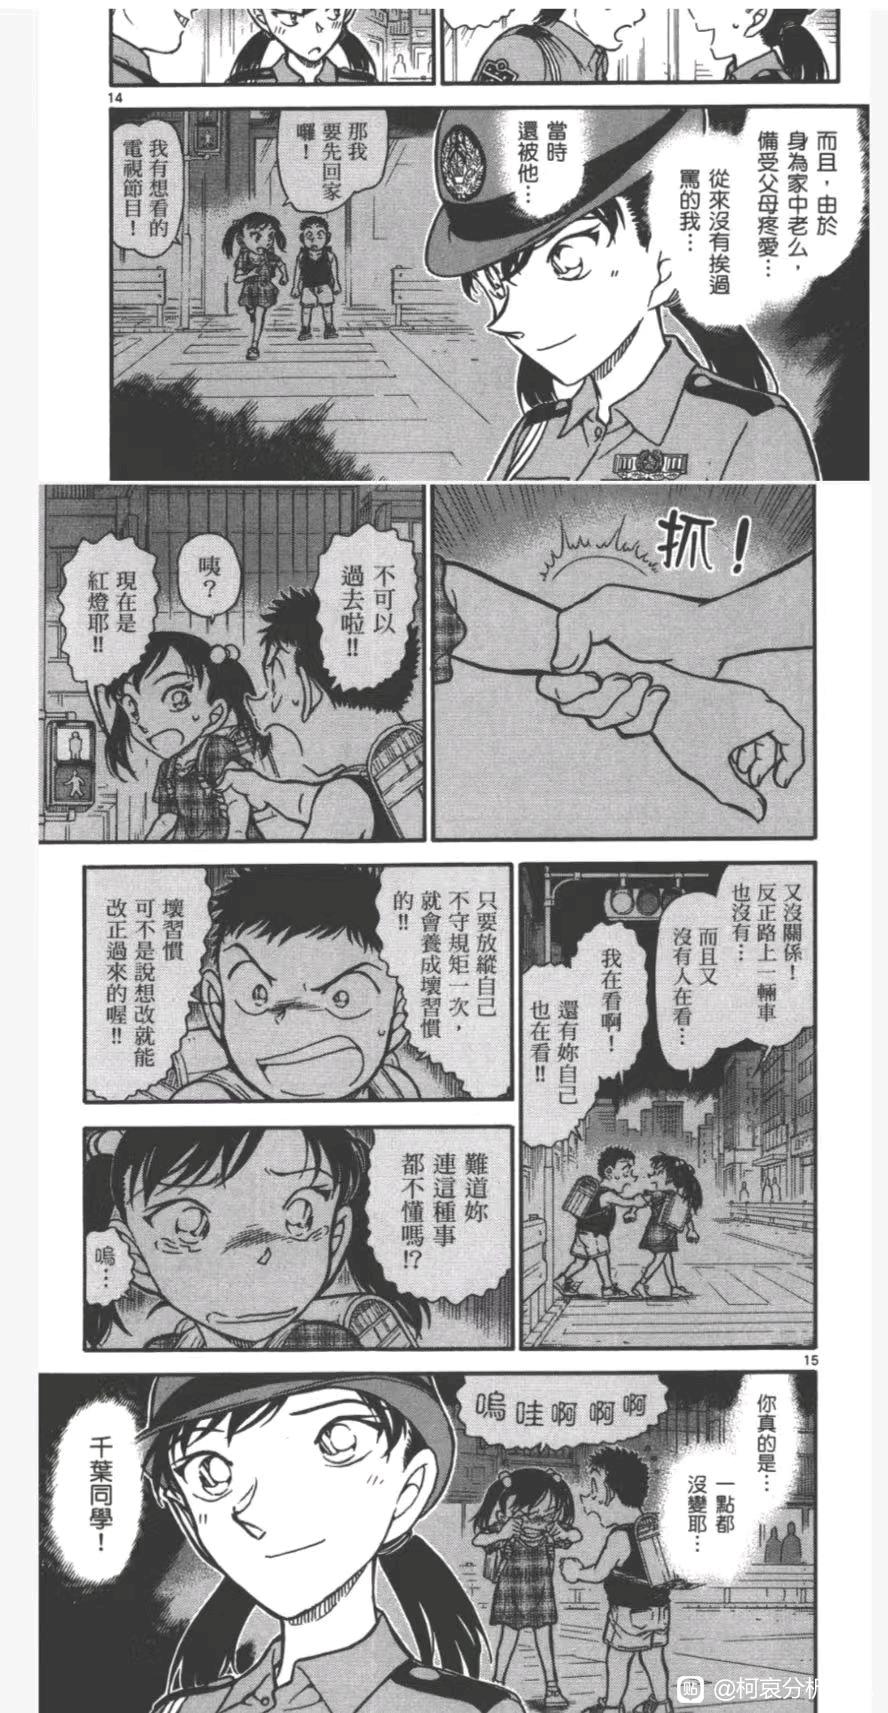 14
而且，由於
身為家中老么，
備受父母疼愛…
從來沒有挨過
罵的我…
當時
還被他…
那我
要先回家
囉！
我有想看的
電視節目！
抓！
不可以
過去啦!!
咦？
現在是
紅燈耶!!
又沒關係！
反正路上一輛車
也沒有…
而且又
沒有人在看…
我在看啊！
還有妳自己
也在看!!
只要放縱自己
不守規矩一次，
就會養成壞習慣
的!!
壞習慣
可不是說想改就能
改正過來的喔!!
難道妳
連這種事
都不懂嗎!?
嗚…
15
你真的是…
一點都
沒變耶…
嗚哇啊啊啊
千葉同學！
貼 @柯哀分析